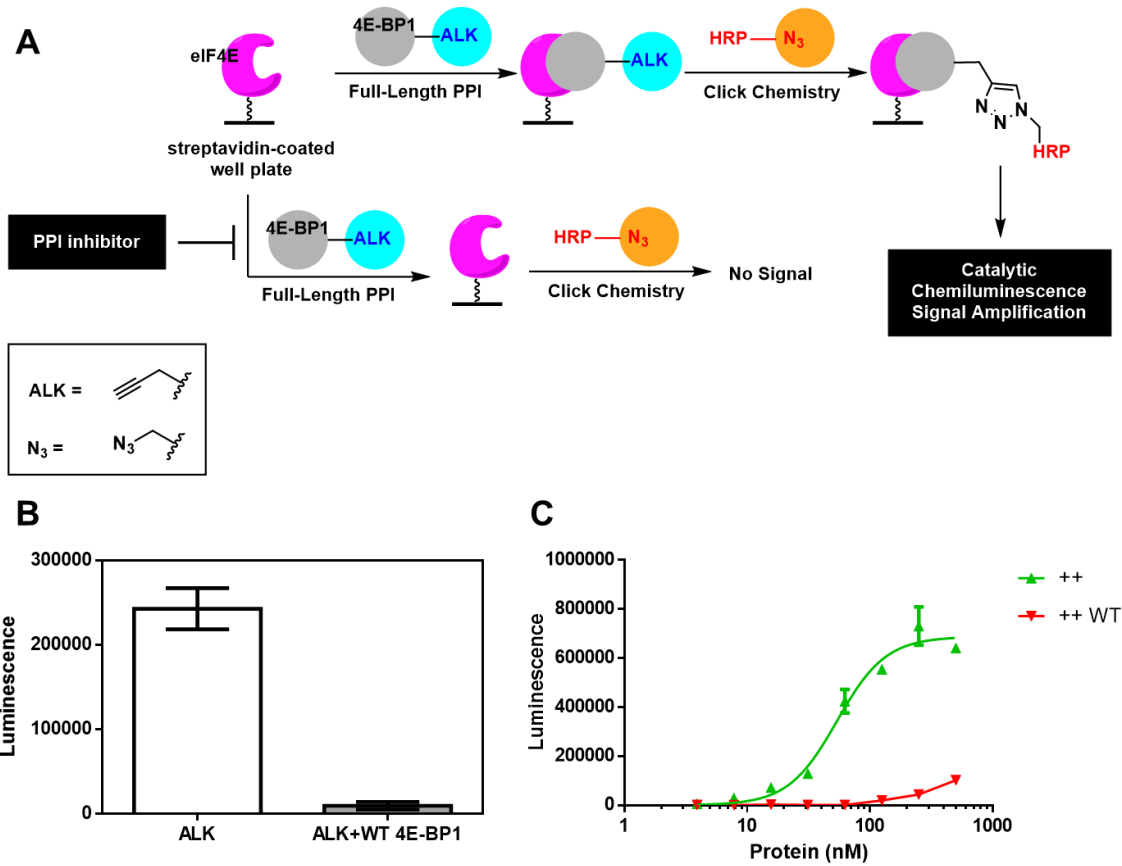 A
eIF4E
4E-BP1
ALK
Full-Length PPI
ALK
HRP
N3
Click Chemistry
N
N
N
HRP
streptavidin-coated
well plate
PPI inhibitor
4E-BP1
ALK
Full-Length PPI
HRP
N3
Click Chemistry
No Signal
Catalytic
Chemiluminescence
Signal Amplification
ALK =
N3 =
N3
B
Luminescence
300000
200000
100000
0
ALK
ALK+WT 4E-BP1
C
Luminescence
1000000
800000
600000
400000
200000
0
1
10
100
1000
Protein (nM)
++
++ WT